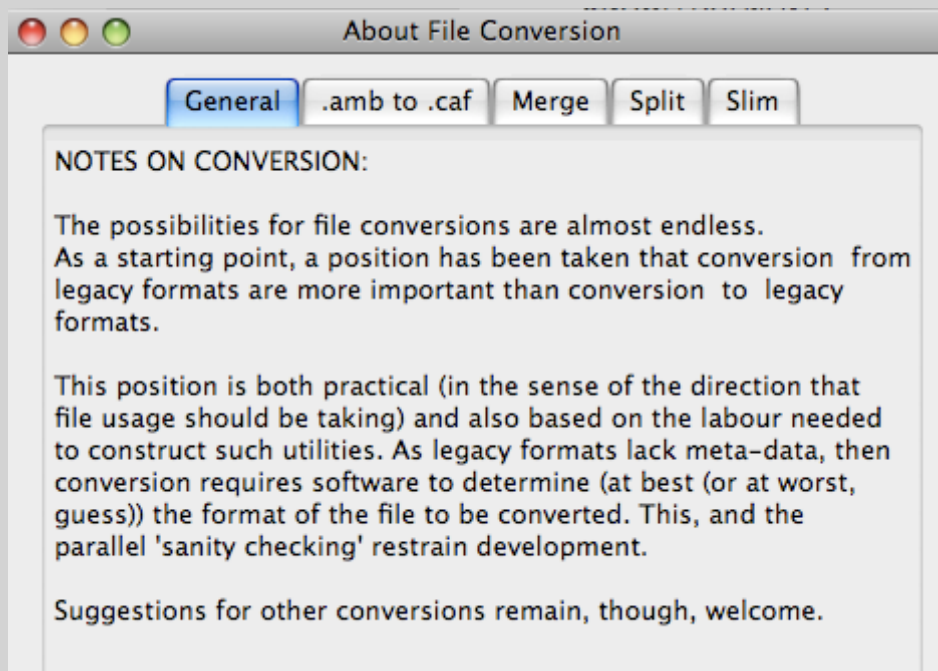 About File Conversion
General .amb to .caf Merge Split Slim
NOTES ON CONVERSION:
The possibilities for file conversions are almost endless.
As a starting point, a position has been taken that conversion  from
legacy formats are more important than conversion  to  legacy
formats.
This position is both practical (in the sense of the direction that
file usage should be taking) and also based on the labour needed
to construct such utilities. As legacy formats lack meta-data, then
conversion requires software to determine (at best (or at worst,
guess)) the format of the file to be converted. This, and the
parallel 'sanity checking' restrain development.
Suggestions for other conversions remain, though, welcome.